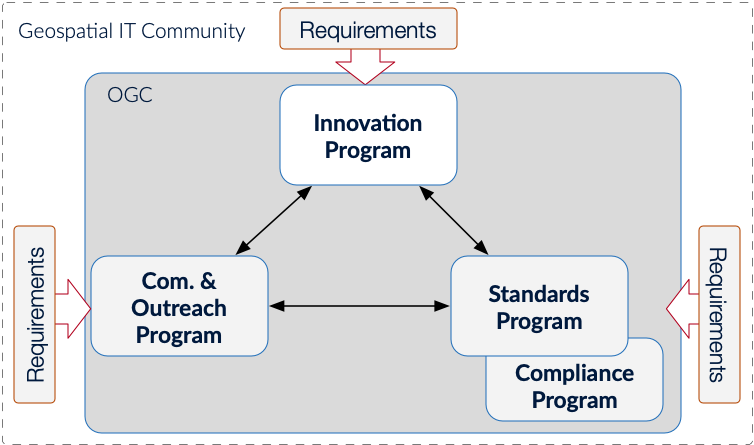 Geospatial IT Community
Requirements
OGC
Innovation
Program
Requirements
Com. &
Outreach
Program
Standards
Program
Requirements
Compliance
Program